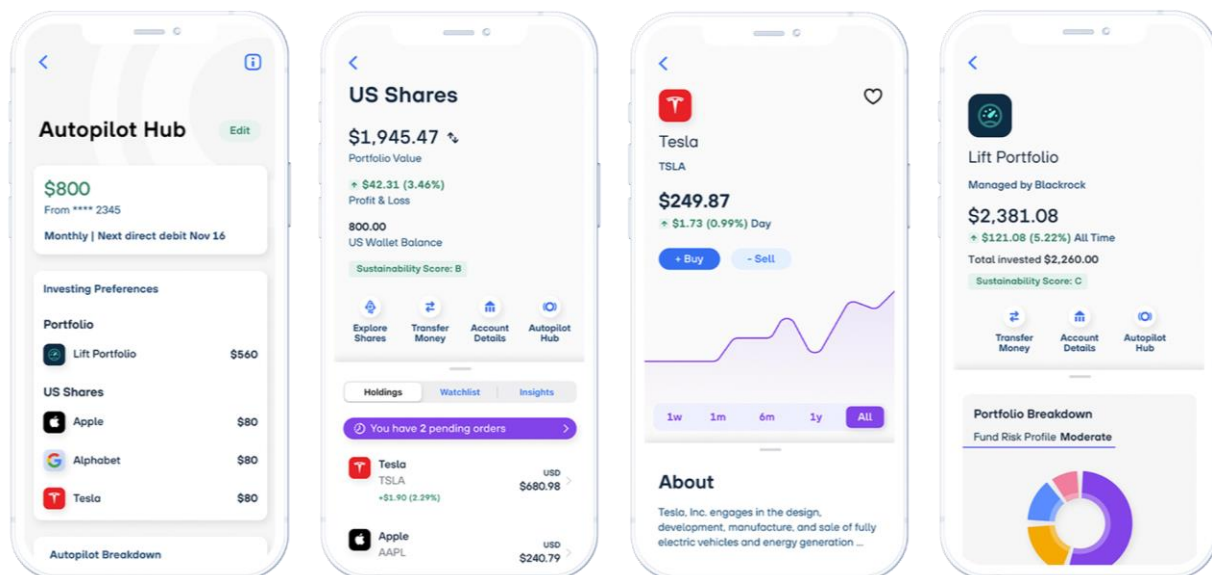 Autopilot Hub
Edit
$800
From **** 2345
Monthly | Next direct debit Nov 16
Investing Preferences
Portfolio
Lift Portfolio $560
US Shares
Apple $80
Alphabet $80
Tesla $80
Autopilot Breakdown
US Shares
$1,945.47
Portfolio Value
$42.31 (3.46%)
Profit & Loss
800.00
US Wallet Balance
Sustainability Score: B
Explore Shares
Transfer Money
Account Details
Autopilot Hub
Holdings Watchlist Insights
You have 2 pending orders
Tesla
TSLA
+$1.90 (2.29%)
USD
$680.98
Apple
AAPL
USD
$240.79
Tesla
TSLA
$249.87
$1.73 (0.99%) Day
+ Buy - Sell
1w 1m 6m 1y All
About
Tesla, Inc. engages in the design,
development, manufacture, and sale of fully
electric vehicles and energy generation ...
Lift Portfolio
Managed by Blackrock
$2,381.08
$121.08 (5.22%) All Time
Total invested $2,260.00
Sustainability Score: C
Transfer Money
Account Details
Autopilot Hub
Portfolio Breakdown
Fund Risk Profile Moderate